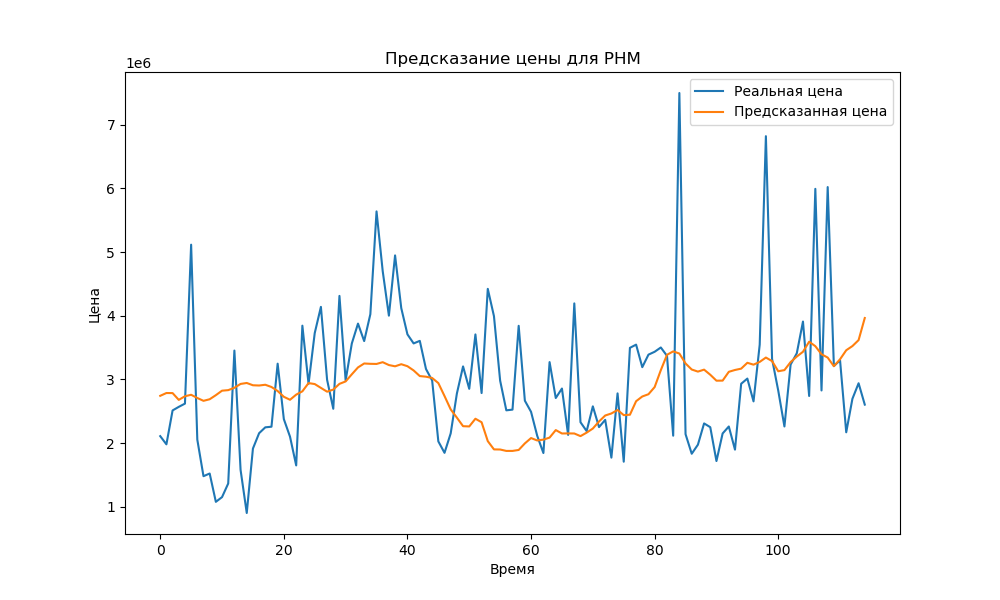 Предсказание цены для РНМ
1e6
Реальная цена
Предсказанная цена
7
6
5
4
3
2
1
Цена
0 20 40 60 80 100
Время